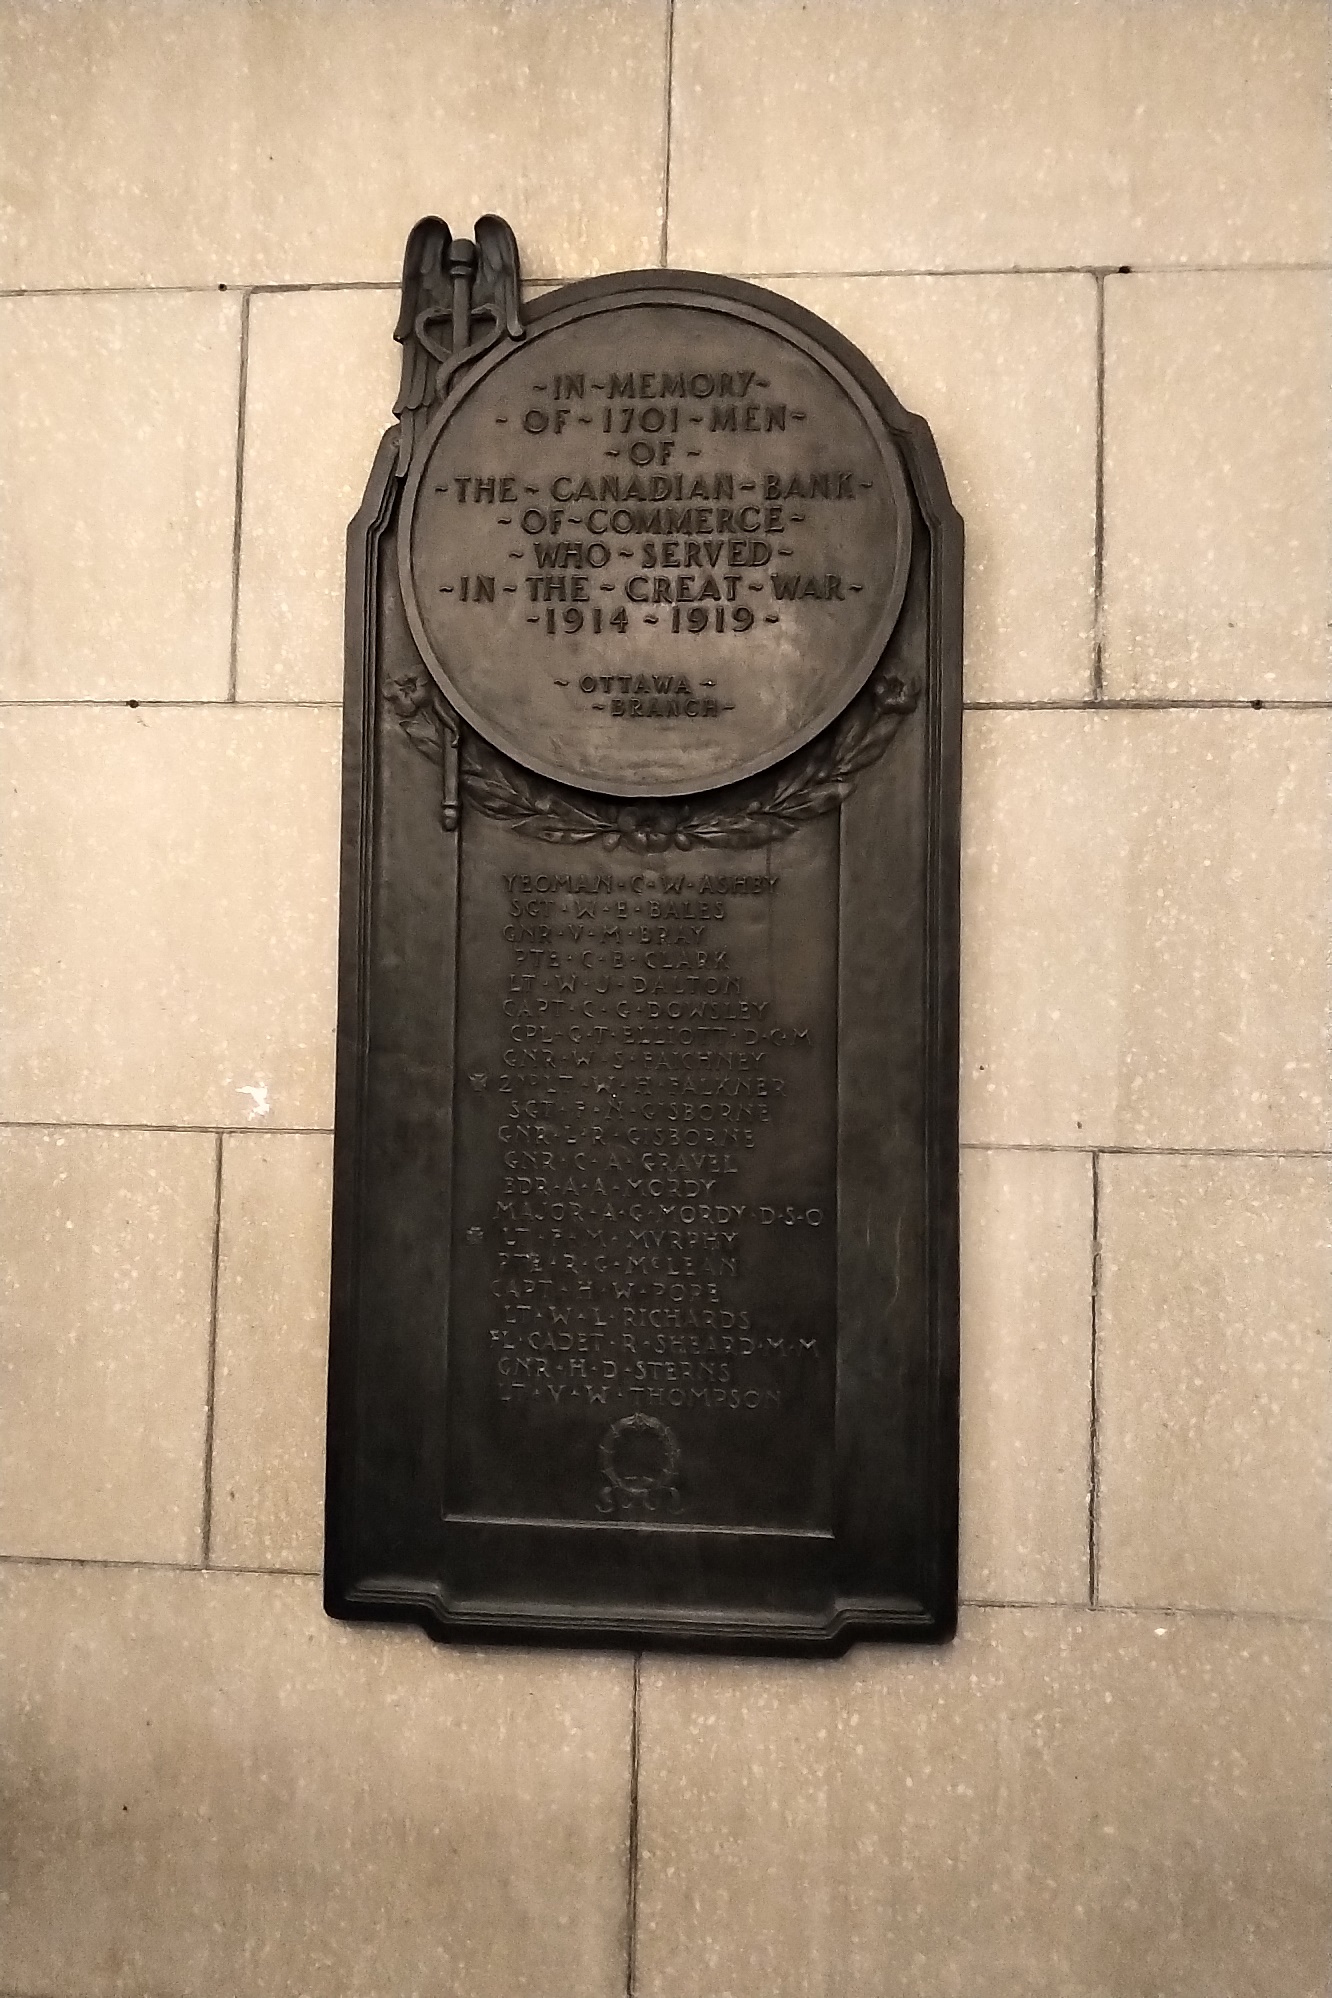 ~IN~MEMORY~
~OF~1701~MEN~
~OF~
~THE~CANADIAN~BANK~
~OF~COMMERCE~
~WHO~SERVED~
~IN~THE~GREAT~WAR~
~1914~1919~
~OTTAWA~
~BRANCH~
YEOMAN·C·W·ASHBY
SGT·W·E·BALES
GNR·V·M·BRAY
PTE·C·E·CLARK
LT·W·J·DALTON
CAPT·C·G·DOWSLEY
CPL·G·T·ELLIOTT·D·C·M
GNR·W·S·FAICHNEY
2ND LT·W·H·FALKNER
SGT·F·N·GISBORNE
GNR·L·R·GISBORNE
GNR·C·A·GRAVEL
BDR·A·A·MORDY
MAJOR·A·G·MORDY·D·S·O
LT·F·M·MVRPHY
PTE·R·G·McLEAN
CAPT·H·W·POPE
LT·W·L·RICHARDS
FL·CADET·R·SHEARD·M·M
GNR·H·D·STERNS
LT·V·W·THOMPSON